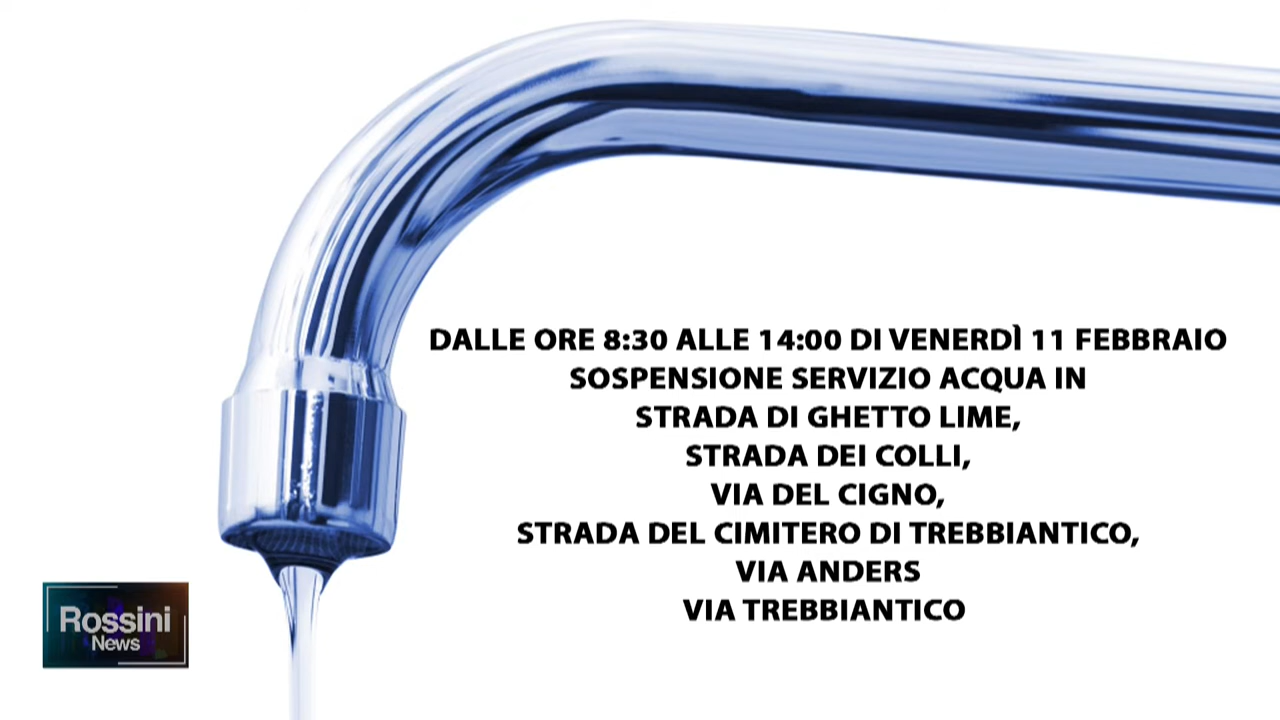 DALLE ORE 8:30 ALLE 14:00 DI VENERDÌ 11 FEBBRAIO
SOSPENSIONE SERVIZIO ACQUA IN
STRADA DI GHETTO LIME,
STRADA DEI COLLI,
VIA DEL CIGNO,
STRADA DEL CIMITERO DI TREBBIANTICO,
VIA ANDERS
VIA TREBBIANTICO
Rossini
News